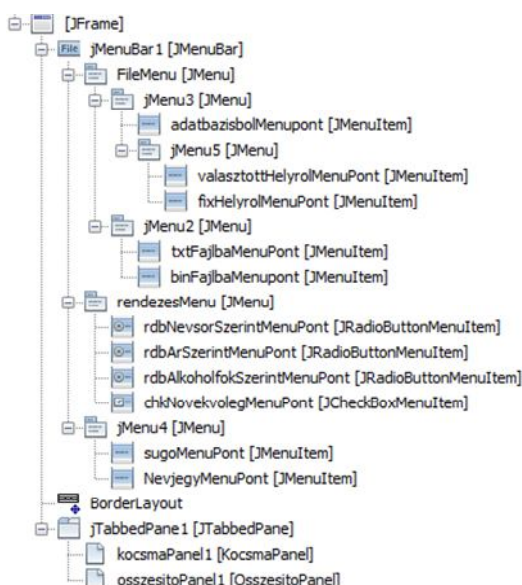 [JFrame]
File jMenuBar1 [JMenuBar]
FileMenu [JMenu]
jMenu3 [JMenu]
adatbazisbolMenupont [JMenuItem]
jMenu5 [JMenu]
valasztottHelyrolMenuPont [JMenuItem]
fixHelyrolMenuPont [JMenuItem]
jMenu2 [JMenu]
txtFajlbaMenuPont [JMenuItem]
binFajlbaMenupont [JMenuItem]
rendezesMenu [JMenu]
rdbNevsorSzerintMenuPont [JRadioButtonMenuItem]
rdbArSzerintMenuPont [JRadioButtonMenuItem]
rdbAlkoholfokSzerintMenuPont [JRadioButtonMenuItem]
chkNovekvolegMenuPont [JCheckBoxMenuItem]
jMenu4 [JMenu]
sugoMenuPont [JMenuItem]
NevjegyMenuPont [JMenuItem]
BorderLayout
jTabbedPane1 [JTabbedPane]
kocsmaPanel1 [KocsmaPanel]
osszesitoPanel1 [OsszesitoPanel]